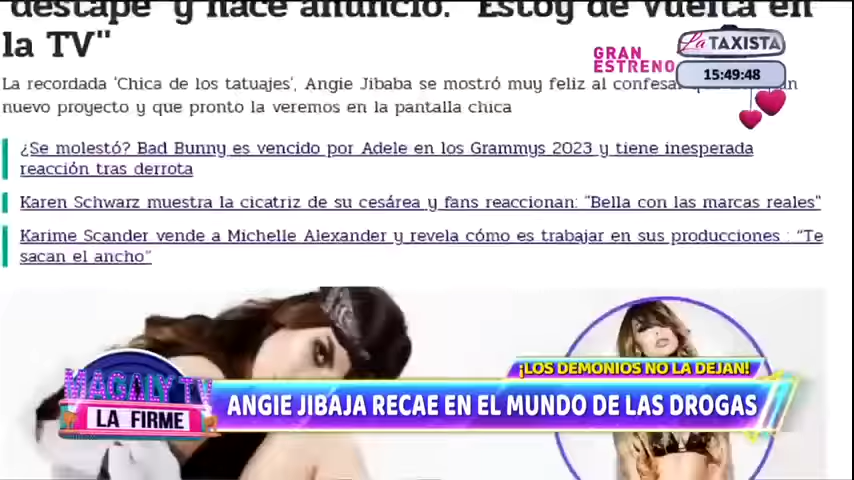 destape" y hace anuncio: "Estoy de vuelta en
la TV"
GRAN
ESTRENO
La TAXISTA
15:49:48
La recordada 'Chica de los tatuajes', Angie Jibaba se mostró muy feliz al
nuevo proyecto y que pronto la veremos en la pantalla chica
¿Se molestó? Bad Bunny es vencido por Adele en los Grammys 2023 y tiene inesperada
reacción tras derrota
Karen Schwarz muestra la cicatriz de su cesárea y fans reaccionan: "Bella con las marcas reales"
Karime Scander vende a Michelle Alexander y revela cómo es trabajar en sus producciones : "Te
sacan el ancho"
¡LOS DEMONIOS NO LA DEJAN!
MAGALY TV
LA FIRME
ANGIE JIBAJA RECAE EN EL MUNDO DE LAS DROGAS